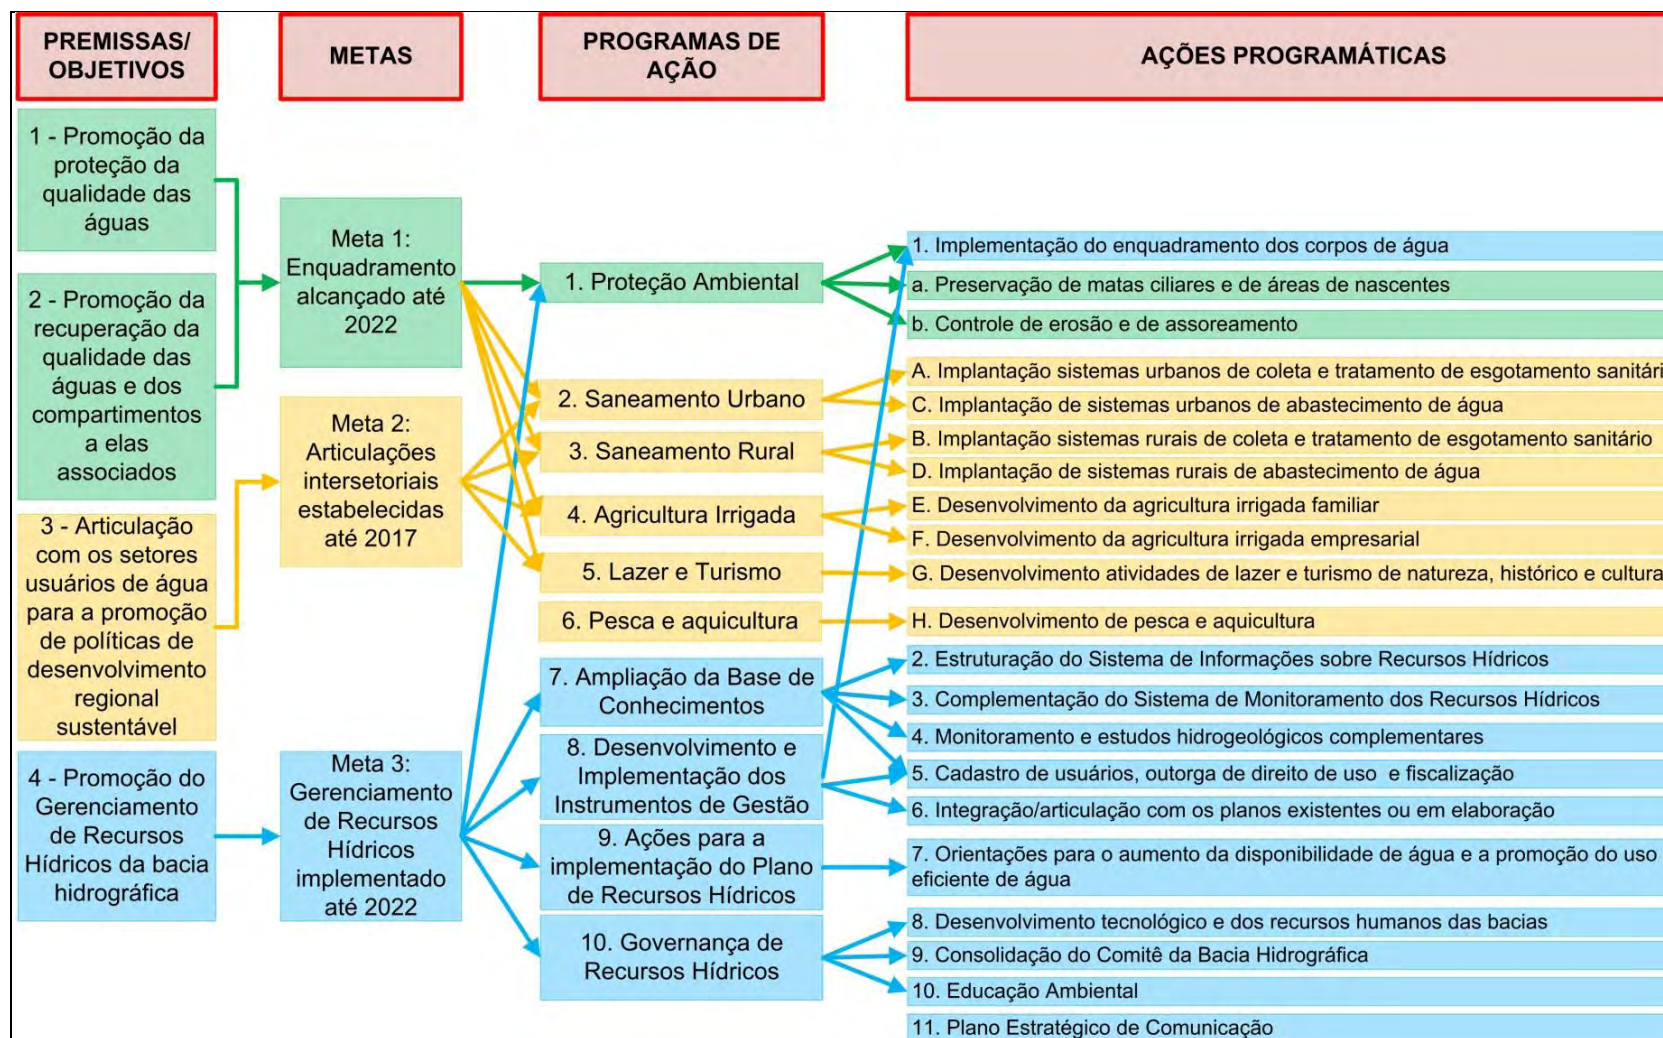 PREMISSAS/
OBJETIVOS
METAS
PROGRAMAS DE
AÇÃO
AÇÕES PROGRAMÁTICAS
1 - Promoção da
proteção da
qualidade das
águas
2 - Promoção da
recuperação da
qualidade das
águas e dos
compartimentos
a elas
associados
3 - Articulação
com os setores
usuários de água
para a promoção
de políticas de
desenvolvimento
regional
sustentável
4 - Promoção do
Gerenciamento
de Recursos
Hídricos da bacia
hidrográfica
Meta 1:
Enquadramento
alcançado até
2022
Meta 2:
Articulações
intersetoriais
estabelecidas
até 2017
Meta 3:
Gerenciamento
de Recursos
Hídricos
implementado
até 2022
1. Proteção Ambiental
2. Saneamento Urbano
3. Saneamento Rural
4. Agricultura Irrigada
5. Lazer e Turismo
6. Pesca e aquicultura
7. Ampliação da Base de
Conhecimentos
8. Desenvolvimento e
Implementação dos
Instrumentos de Gestão
9. Ações para a
implementação do Plano
de Recursos Hídricos
10. Governança de
Recursos Hídricos
1. Implementação do enquadramento dos corpos de água
a. Preservação de matas ciliares e de áreas de nascentes
b. Controle de erosão e de assoreamento
A. Implantação sistemas urbanos de coleta e tratamento de esgotamento sanitári
C. Implantação de sistemas urbanos de abastecimento de água
B. Implantação sistemas rurais de coleta e tratamento de esgotamento sanitário
D. Implantação de sistemas rurais de abastecimento de água
E. Desenvolvimento da agricultura irrigada familiar
F. Desenvolvimento da agricultura irrigada empresarial
G. Desenvolvimento atividades de lazer e turismo de natureza, histórico e cultura
H. Desenvolvimento de pesca e aquicultura
2. Estruturação do Sistema de Informações sobre Recursos Hídricos
3. Complementação do Sistema de Monitoramento dos Recursos Hídricos
4. Monitoramento e estudos hidrogeológicos complementares
5. Cadastro de usuários, outorga de direito de uso e fiscalização
6. Integração/articulação com os planos existentes ou em elaboração
7. Orientações para o aumento da disponibilidade de água e a promoção do uso
eficiente de água
8. Desenvolvimento tecnológico e dos recursos humanos das bacias
9. Consolidação do Comitê da Bacia Hidrográfica
10. Educação Ambiental
11. Plano Estratégico de Comunicação